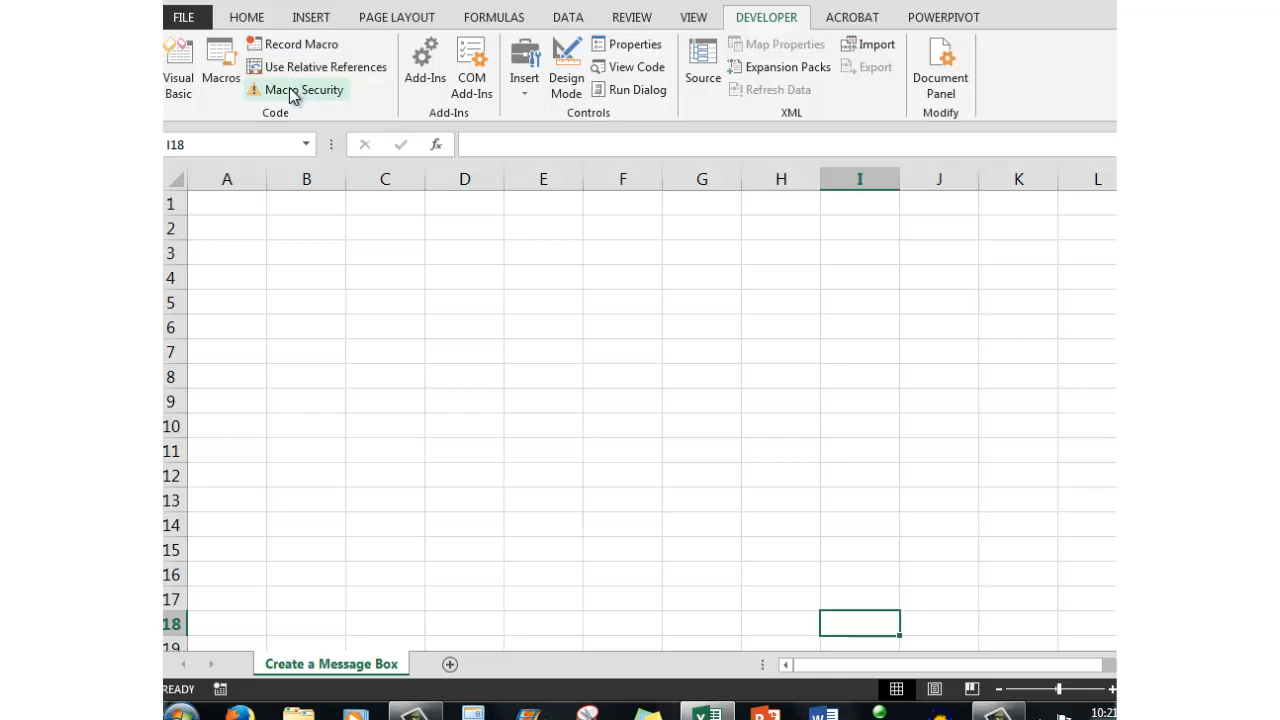 FILE HOME INSERT PAGE LAYOUT FORMULAS DATA REVIEW VIEW DEVELOPER ACROBAT POWERPIVOT
Visual Basic
Macros
Record Macro
Use Relative References
Macro Security
Code
Add-Ins
COM Add-Ins
Add-Ins
Insert
Design Mode
Properties
View Code
Run Dialog
Controls
Source
Map Properties
Expansion Packs
Refresh Data
Import
Export
XML
Document Panel
Modify
I18
fx
A B C D E F G H I J K L
1
2
3
4
5
6
7
8
9
10
11
12
13
14
15
16
17
18
19
Create a Message Box
READY
10:21